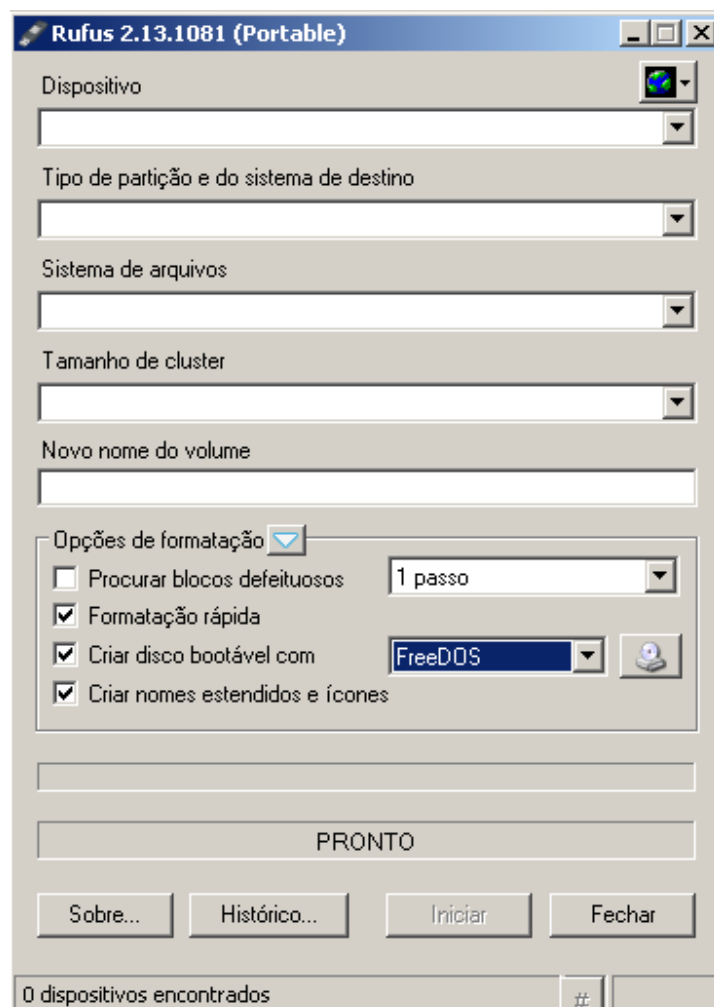 Rufus 2.13.1081 (Portable)
Dispositivo
Tipo de partição e do sistema de destino
Sistema de arquivos
Tamanho de cluster
Novo nome do volume
Opções de formatação
Procurar blocos defeituosos 1 passo
Formatação rápida
Criar disco bootável com FreeDOS
Criar nomes estendidos e ícones
PRONTO
Sobre... Histórico... Iniciar Fechar
0 dispositivos encontrados #